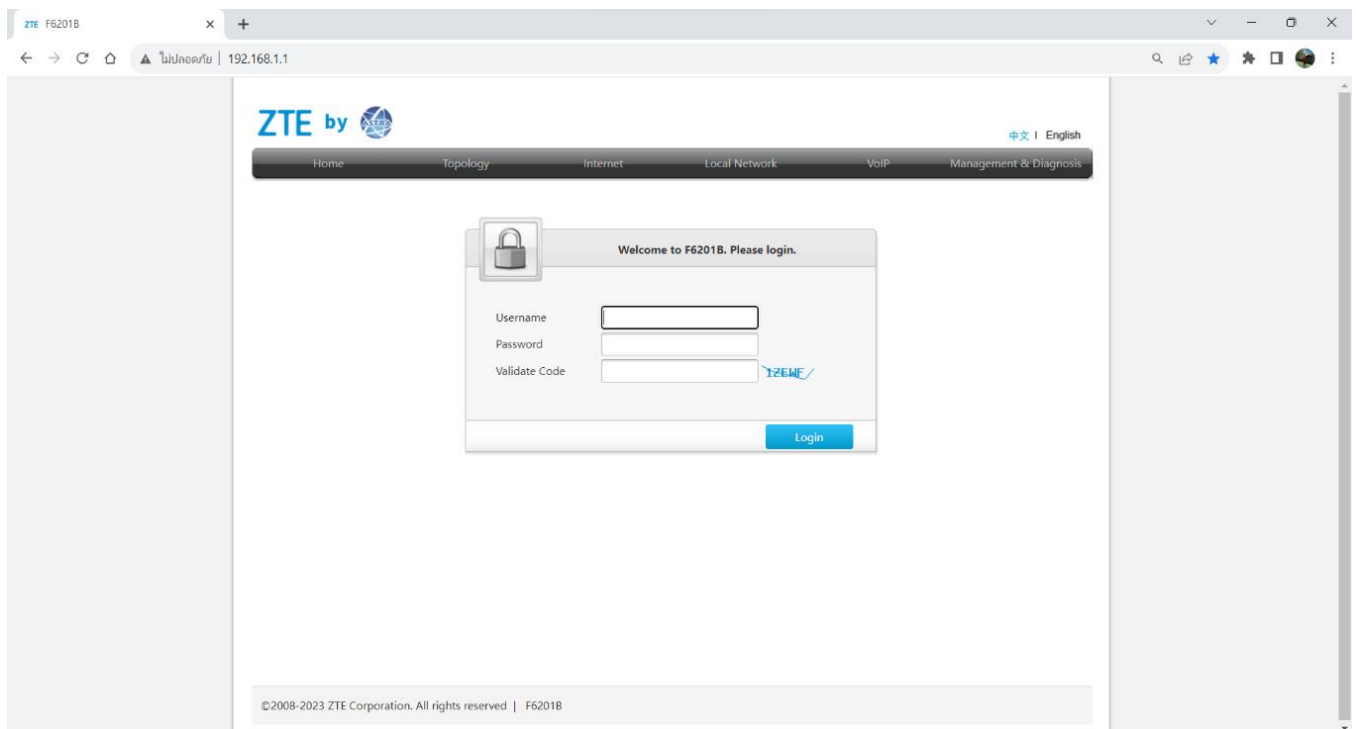 ZTE F6201B
ไม่ปลอดภัย | 192.168.1.1
ZTE by
中文 | English
Home Topology Internet Local Network VoIP Management & Diagnosis
Welcome to F6201B. Please login.
Username
Password
Validate Code
Login
©2008-2023 ZTE Corporation. All rights reserved | F6201B